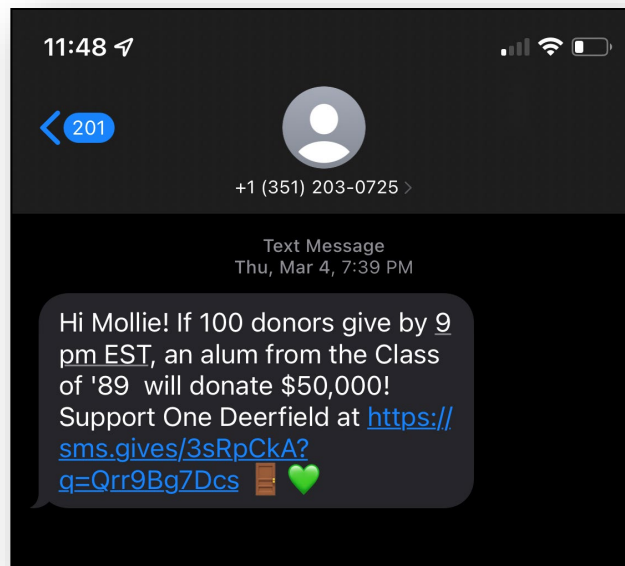 11:48
201
+1 (351) 203-0725 >
Text Message
Thu, Mar 4, 7:39 PM
Hi Mollie! If 100 donors give by 9
pm EST, an alum from the Class
of '89  will donate $50,000!
Support One Deerfield at https://
sms.gives/3sRpCkA?
q=Qrr9Bg7Dcs 🚪 💚